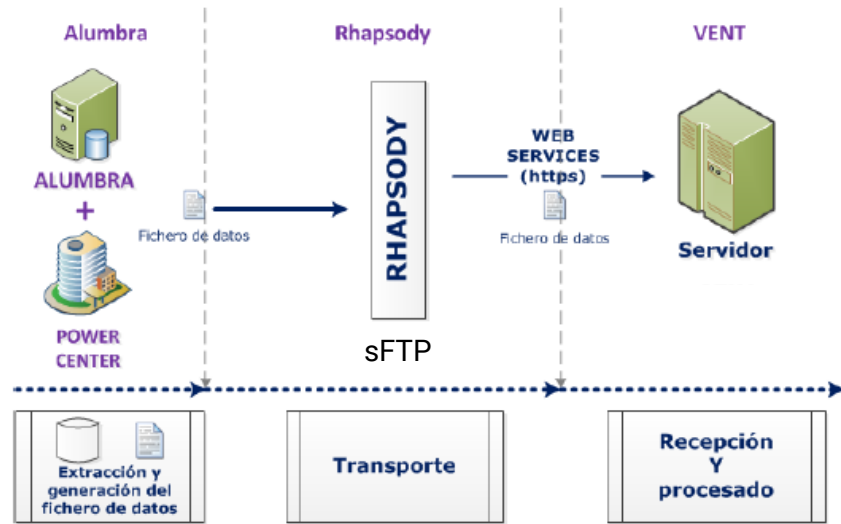 Alumbra
Rhapsody
VENT
ALUMBRA
+
POWER
CENTER
Fichero de datos
RHAPSODY
sFTP
WEB
SERVICES
(https)
Fichero de datos
Servidor
Extracción y
generación del
fichero de datos
Transporte
Recepción
Y
procesado